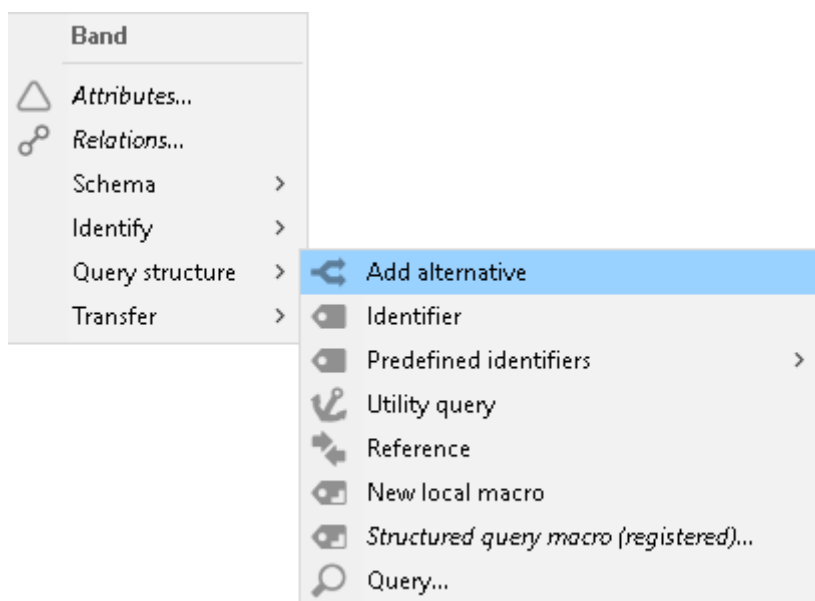 Band
Attributes...
Relations...
Schema
Identify
Query structure
Transfer
Add alternative
Identifier
Predefined identifiers
Utility query
Reference
New local macro
Structured query macro (registered)...
Query...